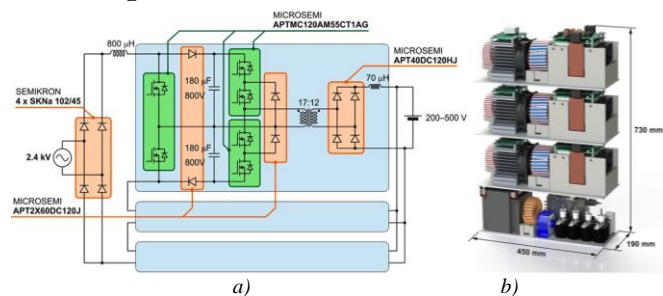 MICROSEMI
APTMC120AM55CT1AG
800 μH
MICROSEMI
APT40DC120HJ
SEMIKRON
4 x SKNa 102/45
180 μF
800V
70 μH
17:12
2.4 kV
200–500 V
180 μF
800V
MICROSEMI
APT2X60DC120J
730 mm
450 mm
190 mm
a)
b)